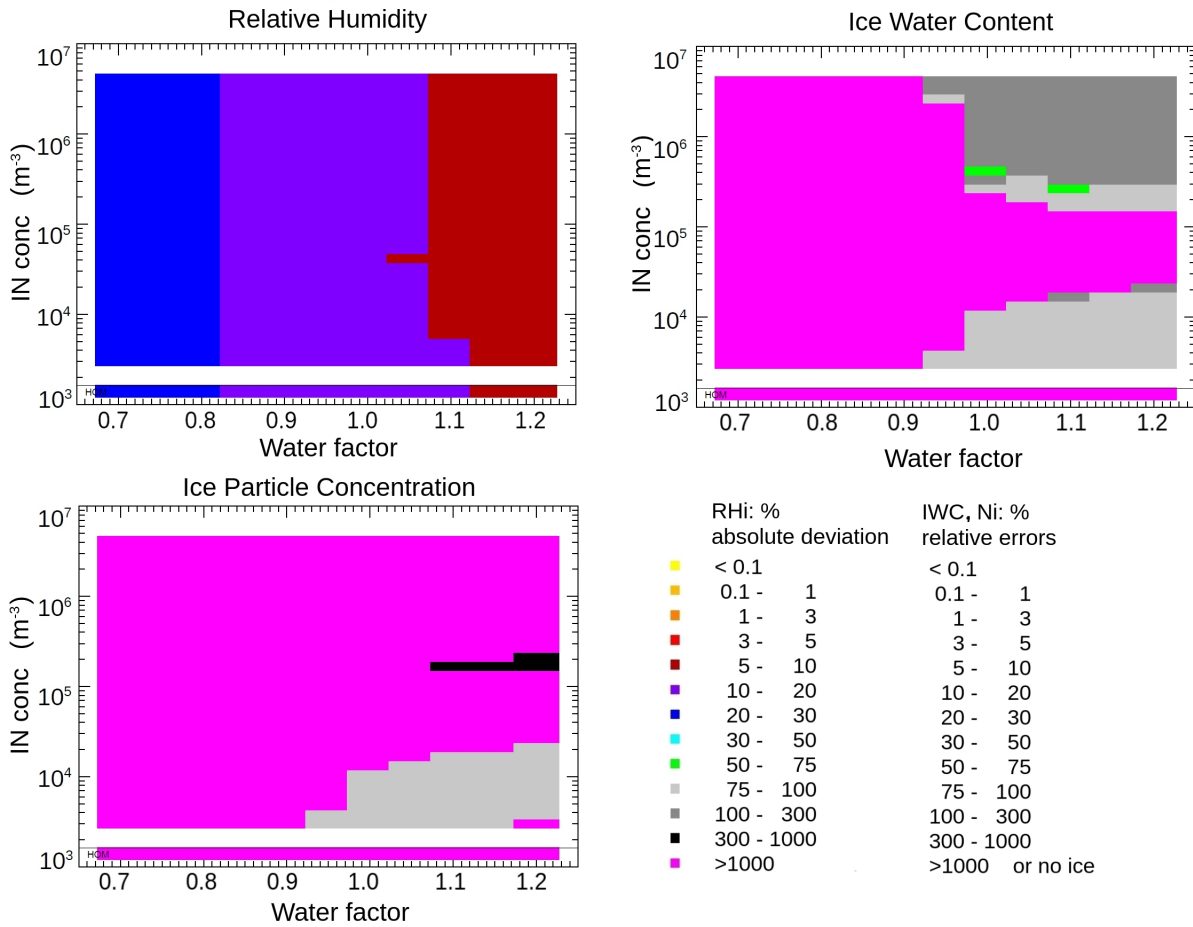 Relative Humidity
IN conc (m⁻³)
10⁷
10⁶
10⁵
10⁴
10³
HOM
0.7 0.8 0.9 1.0 1.1 1.2
Water factor
Ice Water Content
IN conc (m⁻³)
10⁷
10⁶
10⁵
10⁴
10³
HOM
0.7 0.8 0.9 1.0 1.1 1.2
Water factor
Ice Particle Concentration
IN conc (m⁻³)
10⁷
10⁶
10⁵
10⁴
10³
HOM
0.7 0.8 0.9 1.0 1.1 1.2
Water factor
RHi: %
absolute deviation
< 0.1
0.1 - 1
1 - 3
3 - 5
5 - 10
10 - 20
20 - 30
30 - 50
50 - 75
75 - 100
100 - 300
300 - 1000
>1000
IWC, Ni: %
relative errors
< 0.1
0.1 - 1
1 - 3
3 - 5
5 - 10
10 - 20
20 - 30
30 - 50
50 - 75
75 - 100
100 - 300
300 - 1000
>1000 or no ice